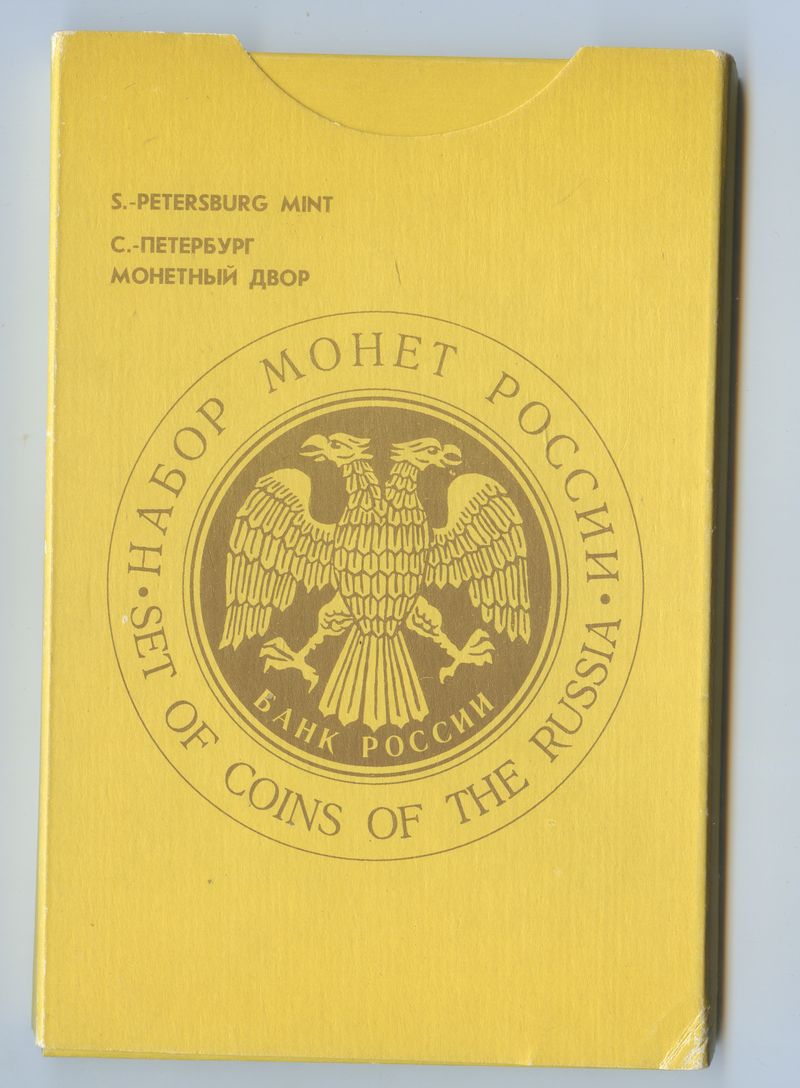 S.-PETERSBURG MINT
С.-ПЕТЕРБУРГ
МОНЕТНЫЙ ДВОР
НАБОР МОНЕТ РОССИИ
БАНК РОССИИ
SET OF COINS OF THE RUSSIA